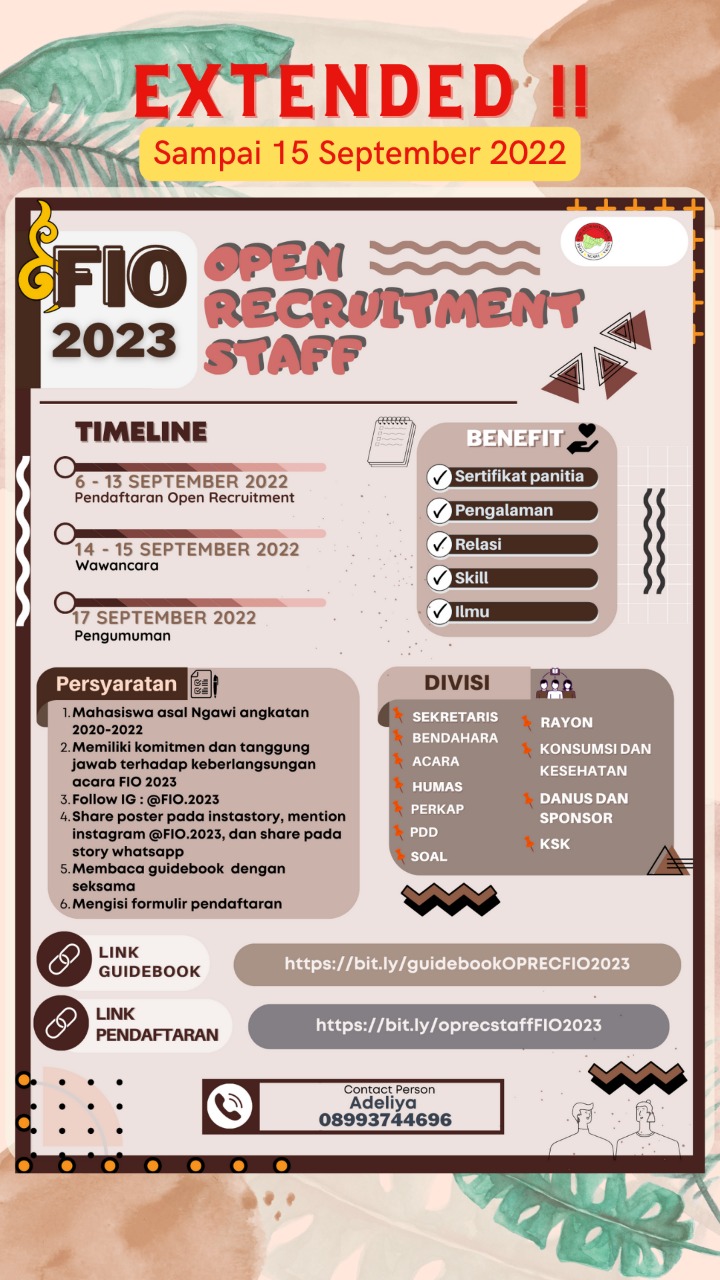 EXTENDED !!
Sampai 15 September 2022
FIO
2023
OPEN
RECRUITMENT
STAFF
TIMELINE
6 - 13 SEPTEMBER 2022
Pendaftaran Open Recruitment
14 - 15 SEPTEMBER 2022
Wawancara
17 SEPTEMBER 2022
Pengumuman
BENEFIT
Sertifikat panitia
Pengalaman
Relasi
Skill
Ilmu
Persyaratan
1. Mahasiswa asal Ngawi angkatan
2020-2022
2. Memiliki komitmen dan tanggung
jawab terhadap keberlangsungan
acara FIO 2023
3. Follow IG : @FIO.2023
4. Share poster pada instastory, mention
instagram @FIO.2023, dan share pada
story whatsapp
5. Membaca guidebook dengan
seksama
6. Mengisi formulir pendaftaran
DIVISI
SEKRETARIS
BENDAHARA
ACARA
HUMAS
PERKAP
PDD
SOAL
RAYON
KONSUMSI DAN
KESEHATAN
DANUS DAN
SPONSOR
KSK
LINK
GUIDEBOOK
https://bit.ly/guidebookOPRECFIO2023
LINK
PENDAFTARAN
https://bit.ly/oprecstaffFIO2023
Contact Person
Adeliya
08993744696